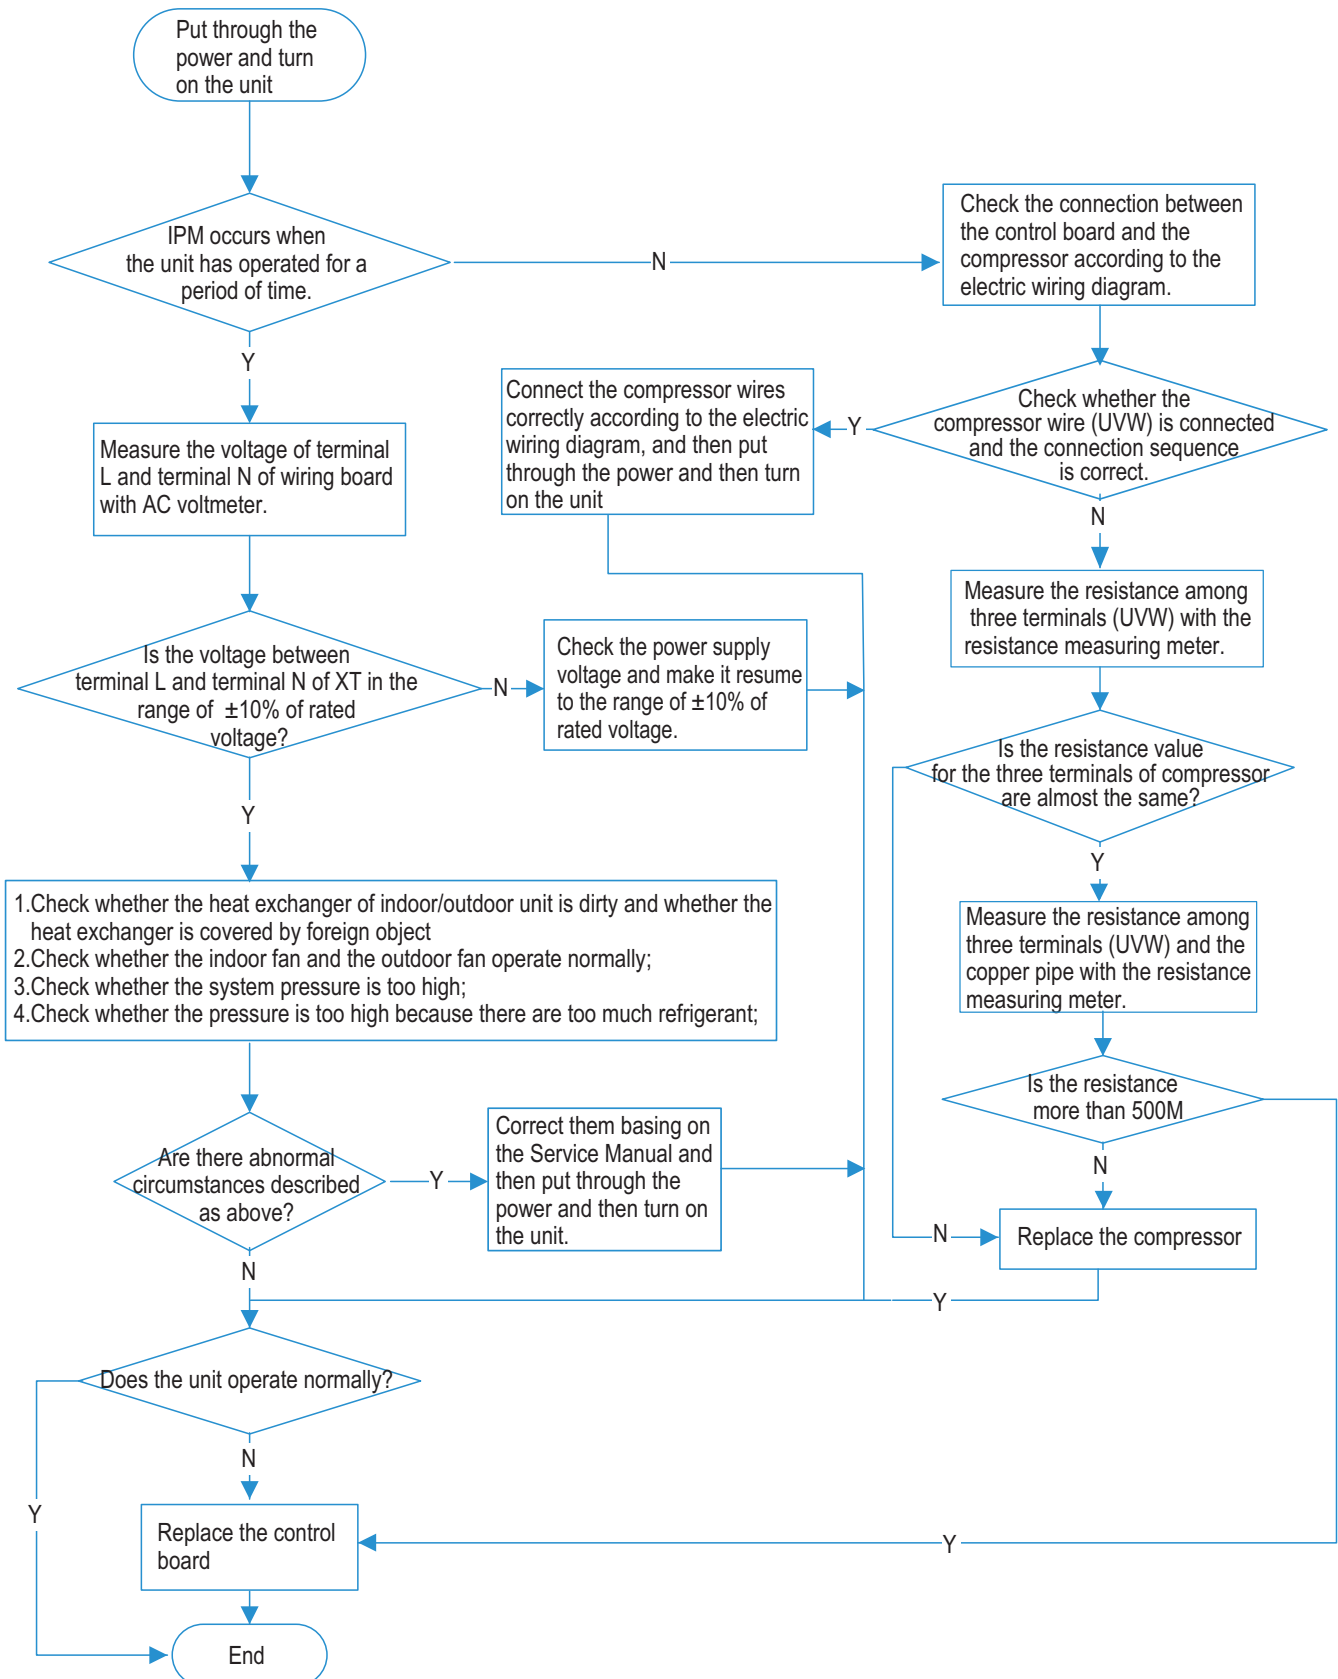 Put through the
power and turn
on the unit
IPM occurs when
the unit has operated for a
period of time.
N
Check the connection between
the control board and the
compressor according to the
electric wiring diagram.
Y
Connect the compressor wires
correctly according to the electric
wiring diagram, and then put
through the power and then turn
on the unit
Y
Check whether the
compressor wire (UVW) is connected
and the connection sequence
is correct.
Measure the voltage of terminal
L and terminal N of wiring board
with AC voltmeter.
N
Measure the resistance among
three terminals (UVW) with the
resistance measuring meter.
Is the voltage between
terminal L and terminal N of XT in the
range of ±10% of rated
voltage?
N
Check the power supply
voltage and make it resume
to the range of ±10% of
rated voltage.
Is the resistance value
for the three terminals of compressor
are almost the same?
Y
Y
1.Check whether the heat exchanger of indoor/outdoor unit is dirty and whether the
heat exchanger is covered by foreign object
2.Check whether the indoor fan and the outdoor fan operate normally;
3.Check whether the system pressure is too high;
4.Check whether the pressure is too high because there are too much refrigerant;
Measure the resistance among
three terminals (UVW) and the
copper pipe with the resistance
measuring meter.
Is the resistance
more than 500M
Are there abnormal
circumstances described
as above?
Y
Correct them basing on
the Service Manual and
then put through the
power and then turn on
the unit.
N
N
Replace the compressor
N
Y
Does the unit operate normally?
N
Y
Replace the control
board
Y
End